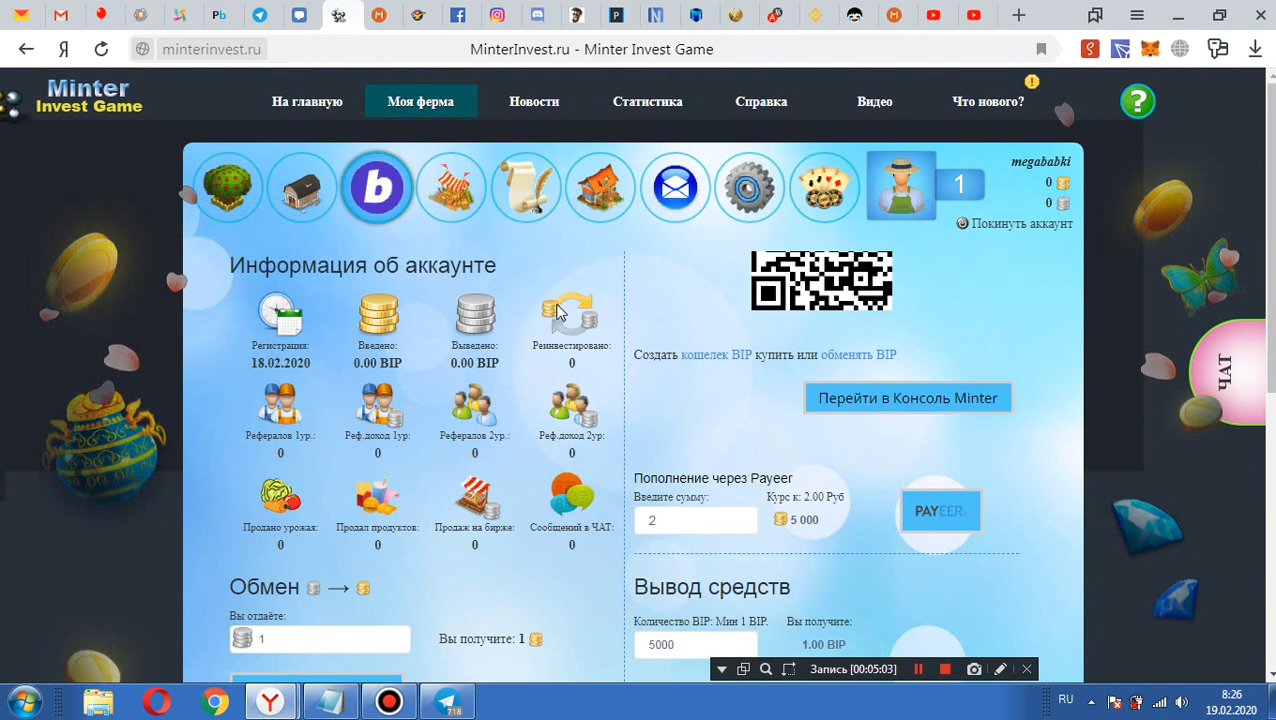 minterinvest.ru
MinterInvest.ru - Minter Invest Game
Minter
Invest Game
На главную
Моя ферма
Новости
Статистика
Справка
Видео
Что нового?
!
?
b
1
megababki
0
0
Покинуть аккаунт
Информация об аккаунте
Регистрация:
18.02.2020
Введено:
0.00 BIP
Выведено:
0.00 BIP
Реинвестировано:
0
Рефералов 1ур.:
0
Реф.доход 1ур:
0
Рефералов 2ур.:
0
Реф.доход 2ур:
0
Продано урожая:
0
Продал продуктов:
0
Продаж на бирже:
0
Сообщений в ЧАТ:
0
Создать кошелек BIP купить или обменять BIP
Перейти в Консоль Minter
Пополнение через Payeer
Введите сумму:
Курс к: 2.00 Руб
2
5 000
PAYEER
ЧАТ
Обмен →
Вы отдаёте:
1
Вы получите: 1
Вывод средств
Количество BIP: Мин 1 BIP.
Вы получите:
5000
1.00 BIP
Запись [00:05:03]
718
RU
8:26
19.02.2020